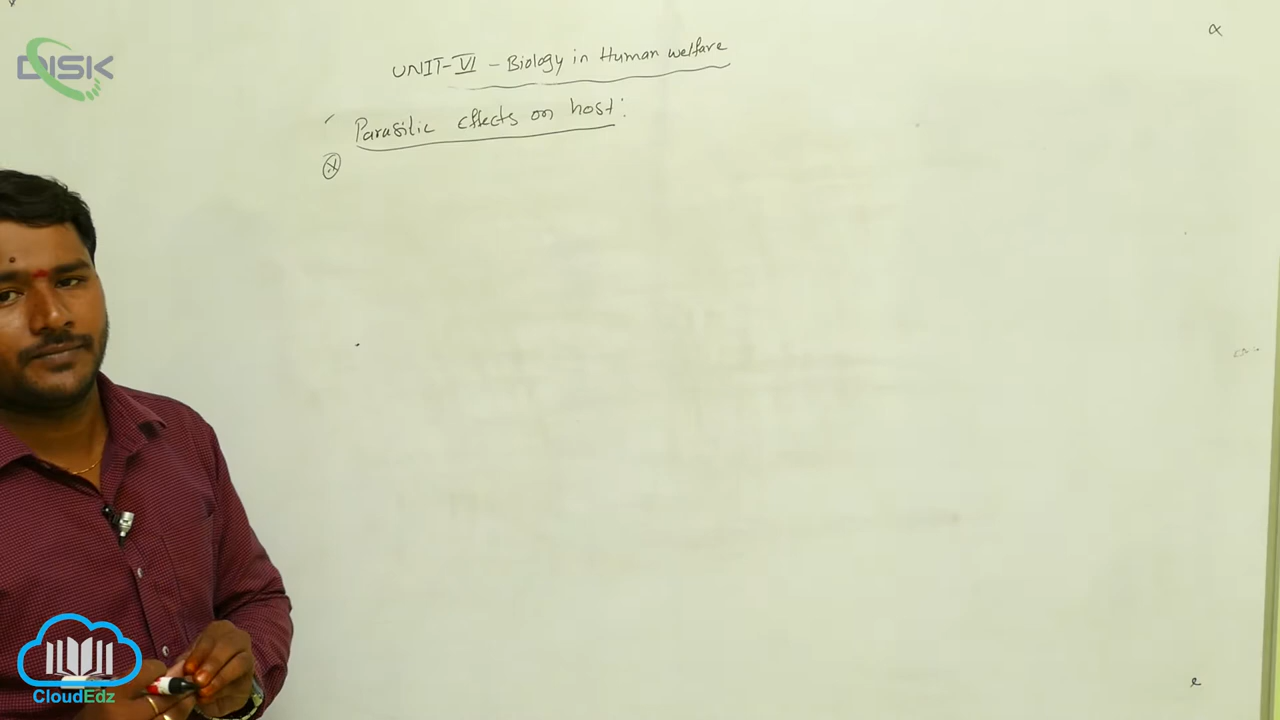 DISK
UNIT-VI - Biology in Human welfare
Parasitic effects on host:
CloudEdz